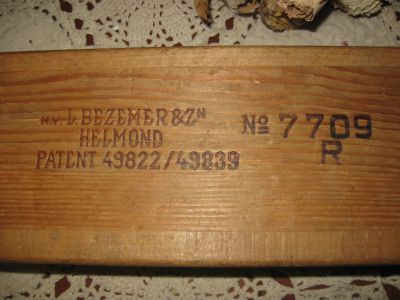 N.V. L. BEZEMER & ZN
HELMOND
PATENT 49822/49839
No 7709
R